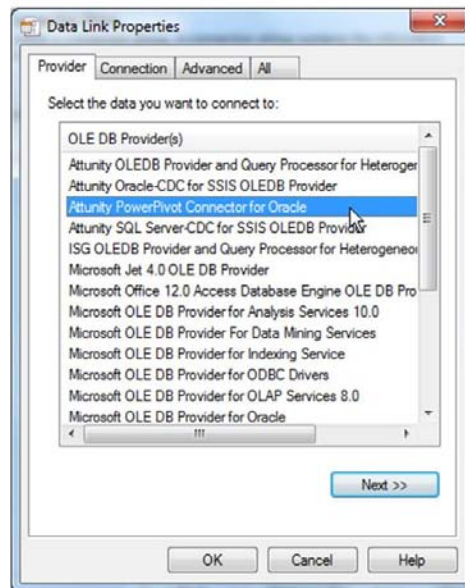 Data Link Properties
Provider Connection Advanced All
Select the data you want to connect to:
OLE DB Provider(s)
Attunity OLEDB Provider and Query Processor for Heteroger
Attunity Oracle-CDC for SSIS OLEDB Provider
Attunity PowerPivot Connector for Oracle
Attunity SQL Server-CDC for SSIS OLEDB Provider
ISG OLEDB Provider and Query Processor for Heterogeneou
Microsoft Jet 4.0 OLE DB Provider
Microsoft Office 12.0 Access Database Engine OLE DB Pro
Microsoft OLE DB Provider for Analysis Services 10.0
Microsoft OLE DB Provider For Data Mining Services
Microsoft OLE DB Provider for Indexing Service
Microsoft OLE DB Provider for ODBC Drivers
Microsoft OLE DB Provider for OLAP Services 8.0
Microsoft OLE DB Provider for Oracle
Next >>
OK Cancel Help